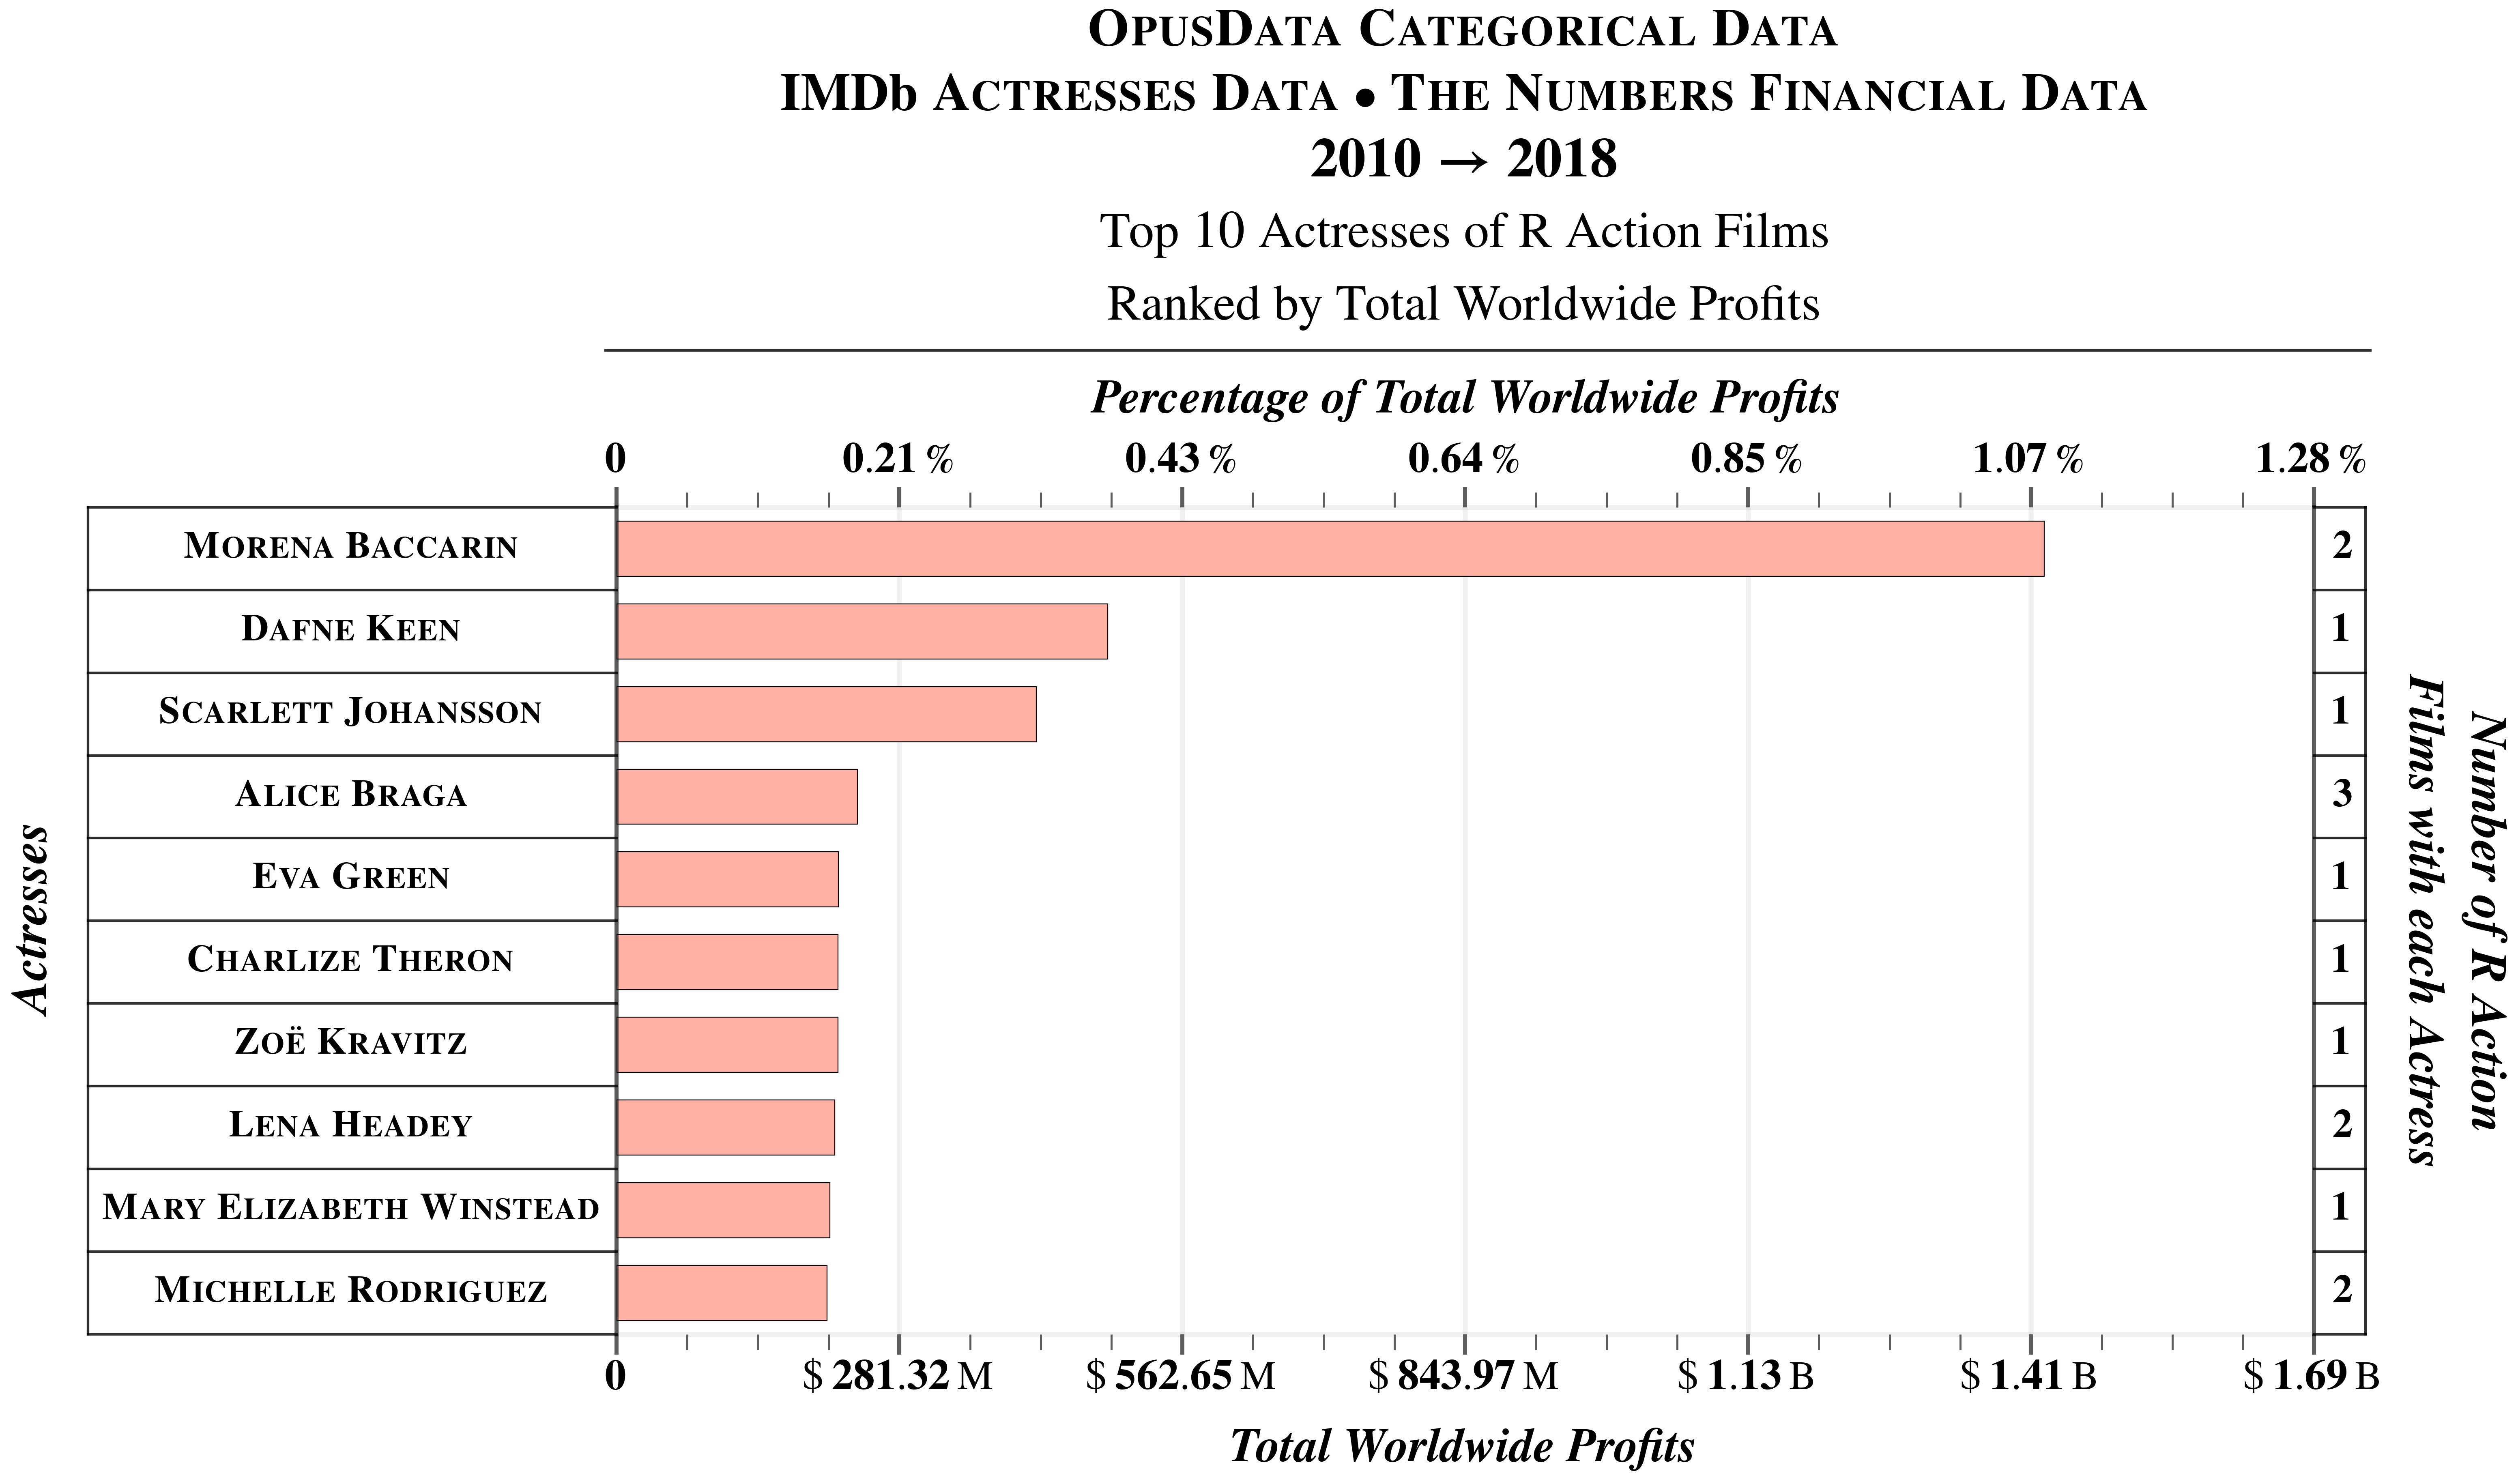 OpusData Categorical Data
IMDb Actresses Data • The Numbers Financial Data
2010 → 2018
Top 10 Actresses of R Action Films
Ranked by Total Worldwide Profits
Percentage of Total Worldwide Profits
0 0.21 % 0.43 % 0.64 % 0.85 % 1.07 % 1.28 %
Actresses
Morena Baccarin 2
Dafne Keen 1
Scarlett Johansson 1
Alice Braga 3
Eva Green 1
Charlize Theron 1
Zoë Kravitz 1
Lena Headey 2
Mary Elizabeth Winstead 1
Michelle Rodriguez 2
Number of R Action
Films with each Actress
0 $ 281.32 M $ 562.65 M $ 843.97 M $ 1.13 B $ 1.41 B $ 1.69 B
Total Worldwide Profits